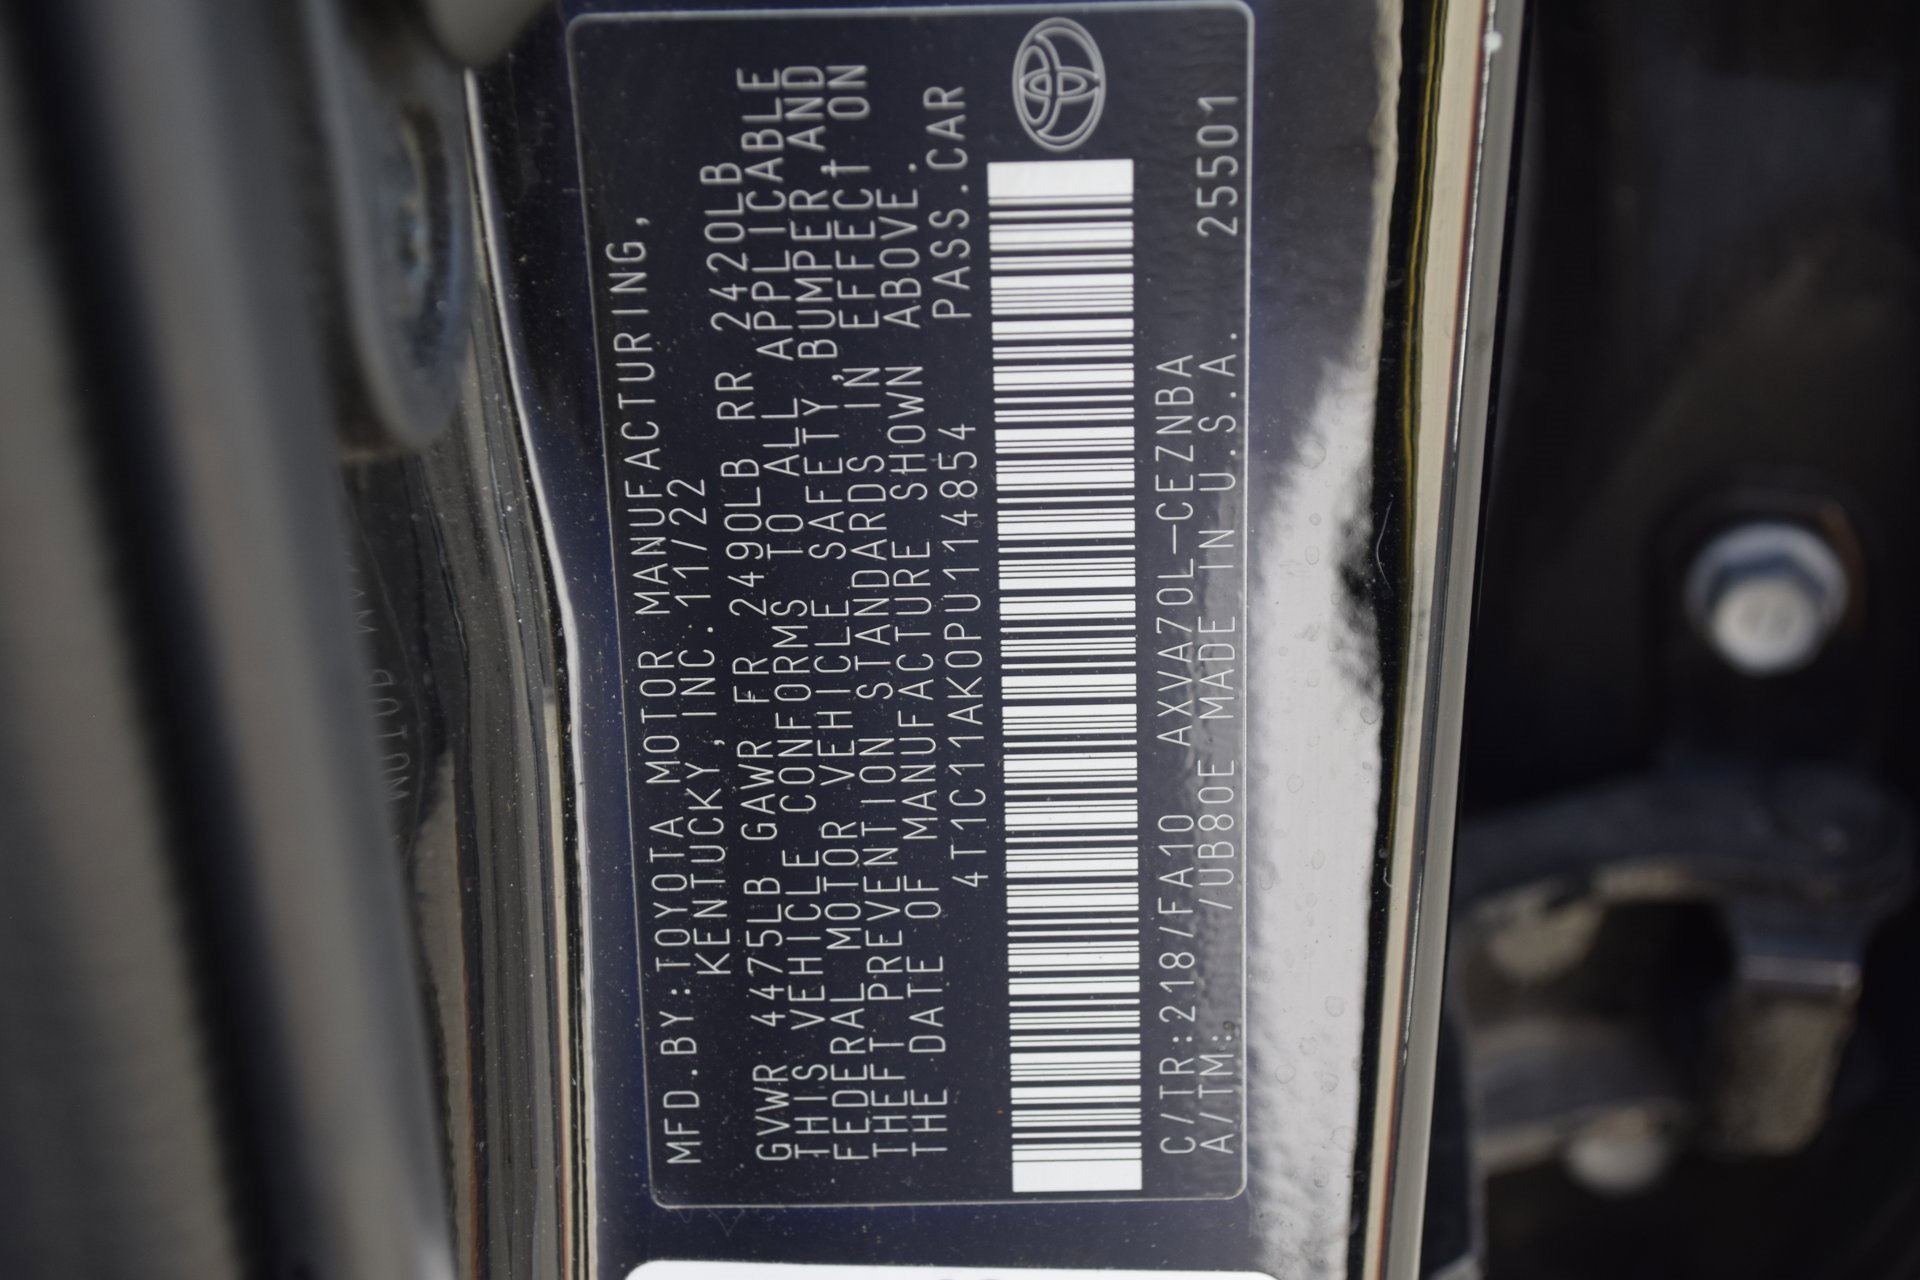 MFD.BY:TOYOTA MOTOR MANUFACTURING,
KENTUCKY,INC. 11/22
GVWR 4475LB GAWR FR 2490LB RR 2420LB
THIS VEHICLE CONFORMS TO ALL APPLICABLE
FEDERAL MOTOR VEHICLE SAFETY,BUMPER,AND
THEFT PREVENTION STANDARDS IN EFFECT ON
THE DATE OF MANUFACTURE SHOWN ABOVE.
4T1C11AK0PU114854 PASS.CAR
C/TR:218/FA10 AXVA70L-CEZNBA
A/TM: /UB80E MADE IN U.S.A. 25501